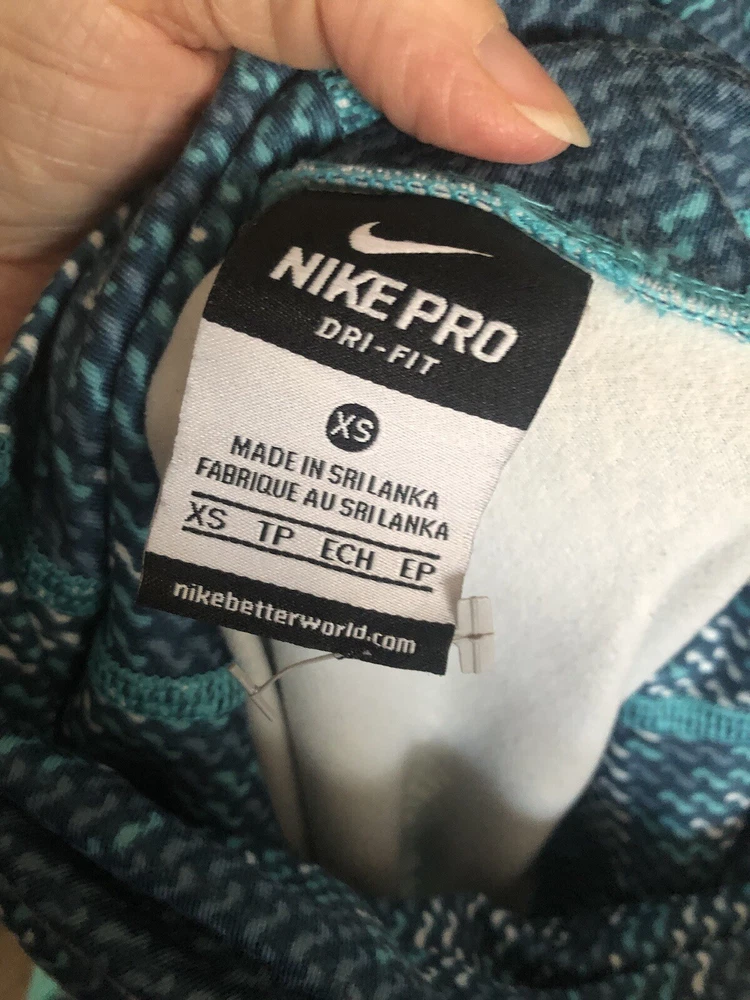 NIKE PRO
DRI-FIT
XS
MADE IN SRI LANKA
FABRIQUE AU SRI LANKA
XS TP ECH EP
nikebetterworld.com